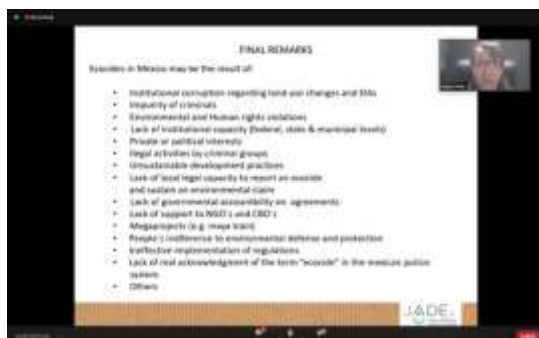 FINAL REMARKS
Ecocides in Mexico may be the result of:
• Institutional corruption regarding land use changes and EIAs
• Impunity of criminals
• Environmental and Human rights violations
• Lack of institutional capacity (federal, state & municipal levels)
• Private or political interests
• Illegal activities by criminal groups
• Unsustainable development practices
• Lack of local legal capacity to report an ecocide
and sustain an environmental claim
• Lack of governmental accountibility on agreements
• Lack of support to NGO´s and CBO´s
• Megaprojects (e.g. maya train)
• People´s indiference to environmental defense and protection
• Ineffective implementation of regulations
• Lack of real acknowledgment of the term "ecocide" in the mexican justice
system
• Others
JADE